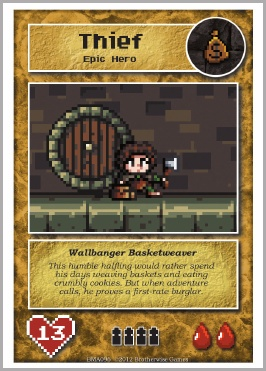 Thief
Epic Hero
Wallbanger Basketweaver
This humble halfling would rather spend
his days weaving baskets and eating
crumbly cookies. But when adventure
calls, he proves a first-rate burglar.
13
BMA096 ©2012 Brotherwise Games